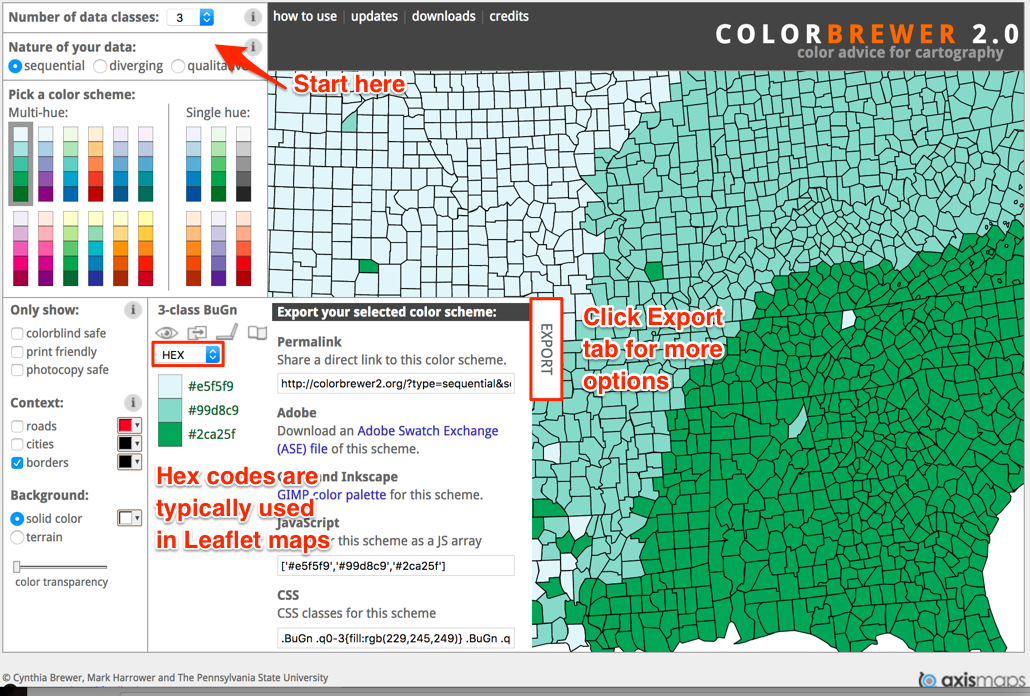 Number of data classes: 3 i
how to use | updates | downloads | credits
COLORBREWER 2.0
color advice for cartography
Nature of your data: i
sequential diverging
Start here
Pick a color scheme:
Multi-hue: Single hue:
Only show: i
colorblind safe
print friendly
photocopy safe
Context: i
roads
cities
borders
Background:
solid color
terrain
color transparency
3-class BuGn
HEX
#e5f5f9
#99d8c9
#2ca25f
Hex codes are
typically used
in Leaflet maps
Export your selected color scheme:
Permalink
Share a direct link to this color scheme.
http://colorbrewer2.org/?type=sequential&s
Adobe
Download an Adobe Swatch Exchange
(ASE) file of this scheme.
and Inkscape
GIMP color palette for this scheme.
JavaScript
this scheme as a JS array
['#e5f5f9','#99d8c9','#2ca25f']
CSS
CSS classes for this scheme
.BuGn .q0-3{fill:rgb(229,245,249)} .BuGn .q
EXPORT
Click Export
tab for more
options
© Cynthia Brewer, Mark Harrower and The Pennsylvania State University
axismaps